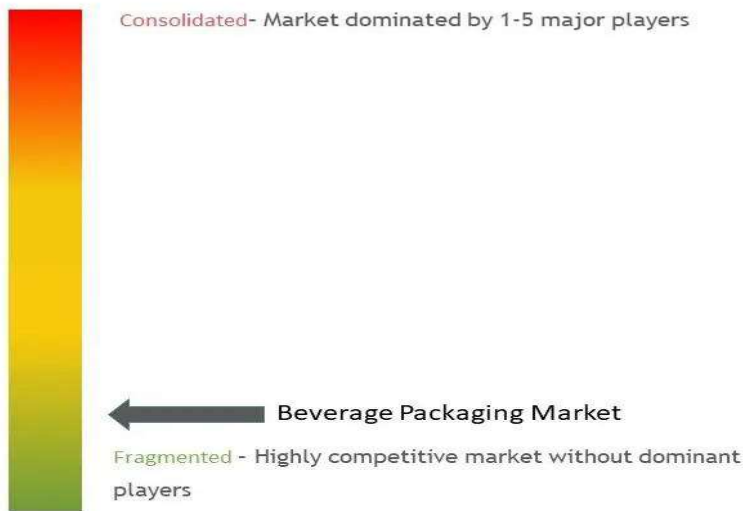 Consolidated- Market dominated by 1-5 major players
Beverage Packaging Market
Fragmented - Highly competitive market without dominant
players